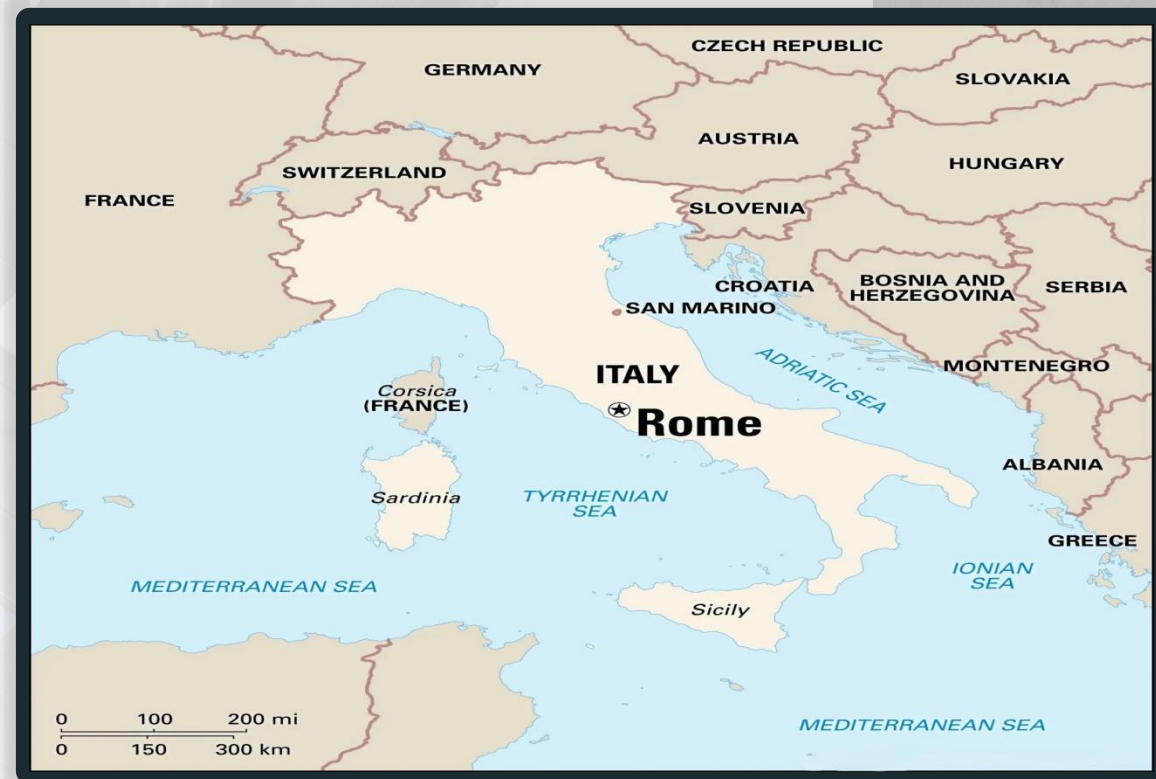 CZECH REPUBLIC
GERMANY
SLOVAKIA
AUSTRIA
HUNGARY
SWITZERLAND
FRANCE
SLOVENIA
CROATIA
BOSNIA AND
HERZEGOVINA
SERBIA
SAN MARINO
ADRIATIC SEA
MONTENEGRO
ITALY
Corsica
(FRANCE)
Rome
ALBANIA
Sardinia
TYRRHENIAN
SEA
GREECE
IONIAN
SEA
MEDITERRANEAN SEA
Sicily
0 100 200 mi
0 150 300 km
MEDITERRANEAN SEA